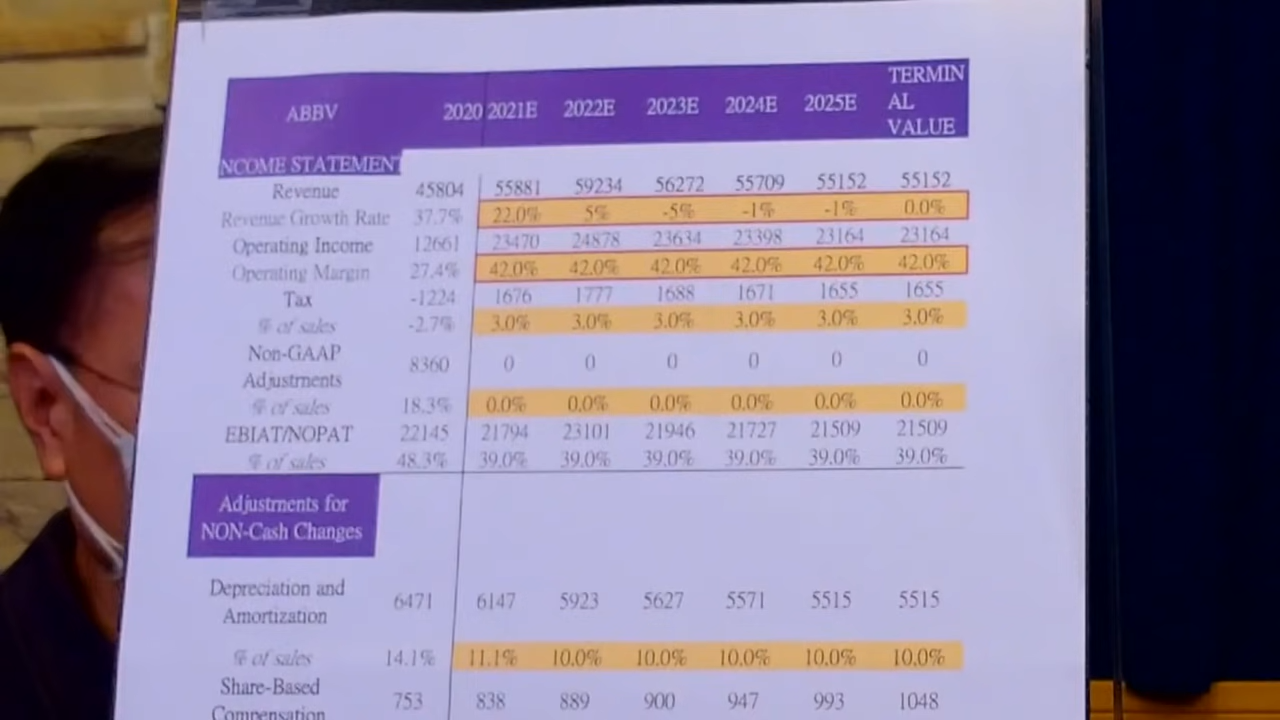 ABBV 2020 2021E 2022E 2023E 2024E 2025E TERMIN
AL
VALUE
NCOME STATEMENT
Revenue 45804 55881 59234 56272 55709 55152 55152
Revenue Growth Rate 37.7% 22.0% 5% -5% -1% -1% 0.0%
Operating Income 12661 23470 24878 23634 23398 23164 23164
Operating Margin 27.4% 42.0% 42.0% 42.0% 42.0% 42.0% 42.0%
Tax -1224 1676 1777 1688 1671 1655 1655
% of sales -2.7% 3.0% 3.0% 3.0% 3.0% 3.0% 3.0%
Non-GAAP
Adjustments 8360 0 0 0 0 0 0
% of sales 18.3% 0.0% 0.0% 0.0% 0.0% 0.0% 0.0%
EBIAT/NOPAT 22145 21794 23101 21946 21727 21509 21509
% of sales 48.3% 39.0% 39.0% 39.0% 39.0% 39.0% 39.0%
Adjustments for
NON-Cash Changes
Depreciation and
Amortization 6471 6147 5923 5627 5571 5515 5515
% of sales 14.1% 11.1% 10.0% 10.0% 10.0% 10.0% 10.0%
Share-Based
Compensation 753 838 889 900 947 993 1048